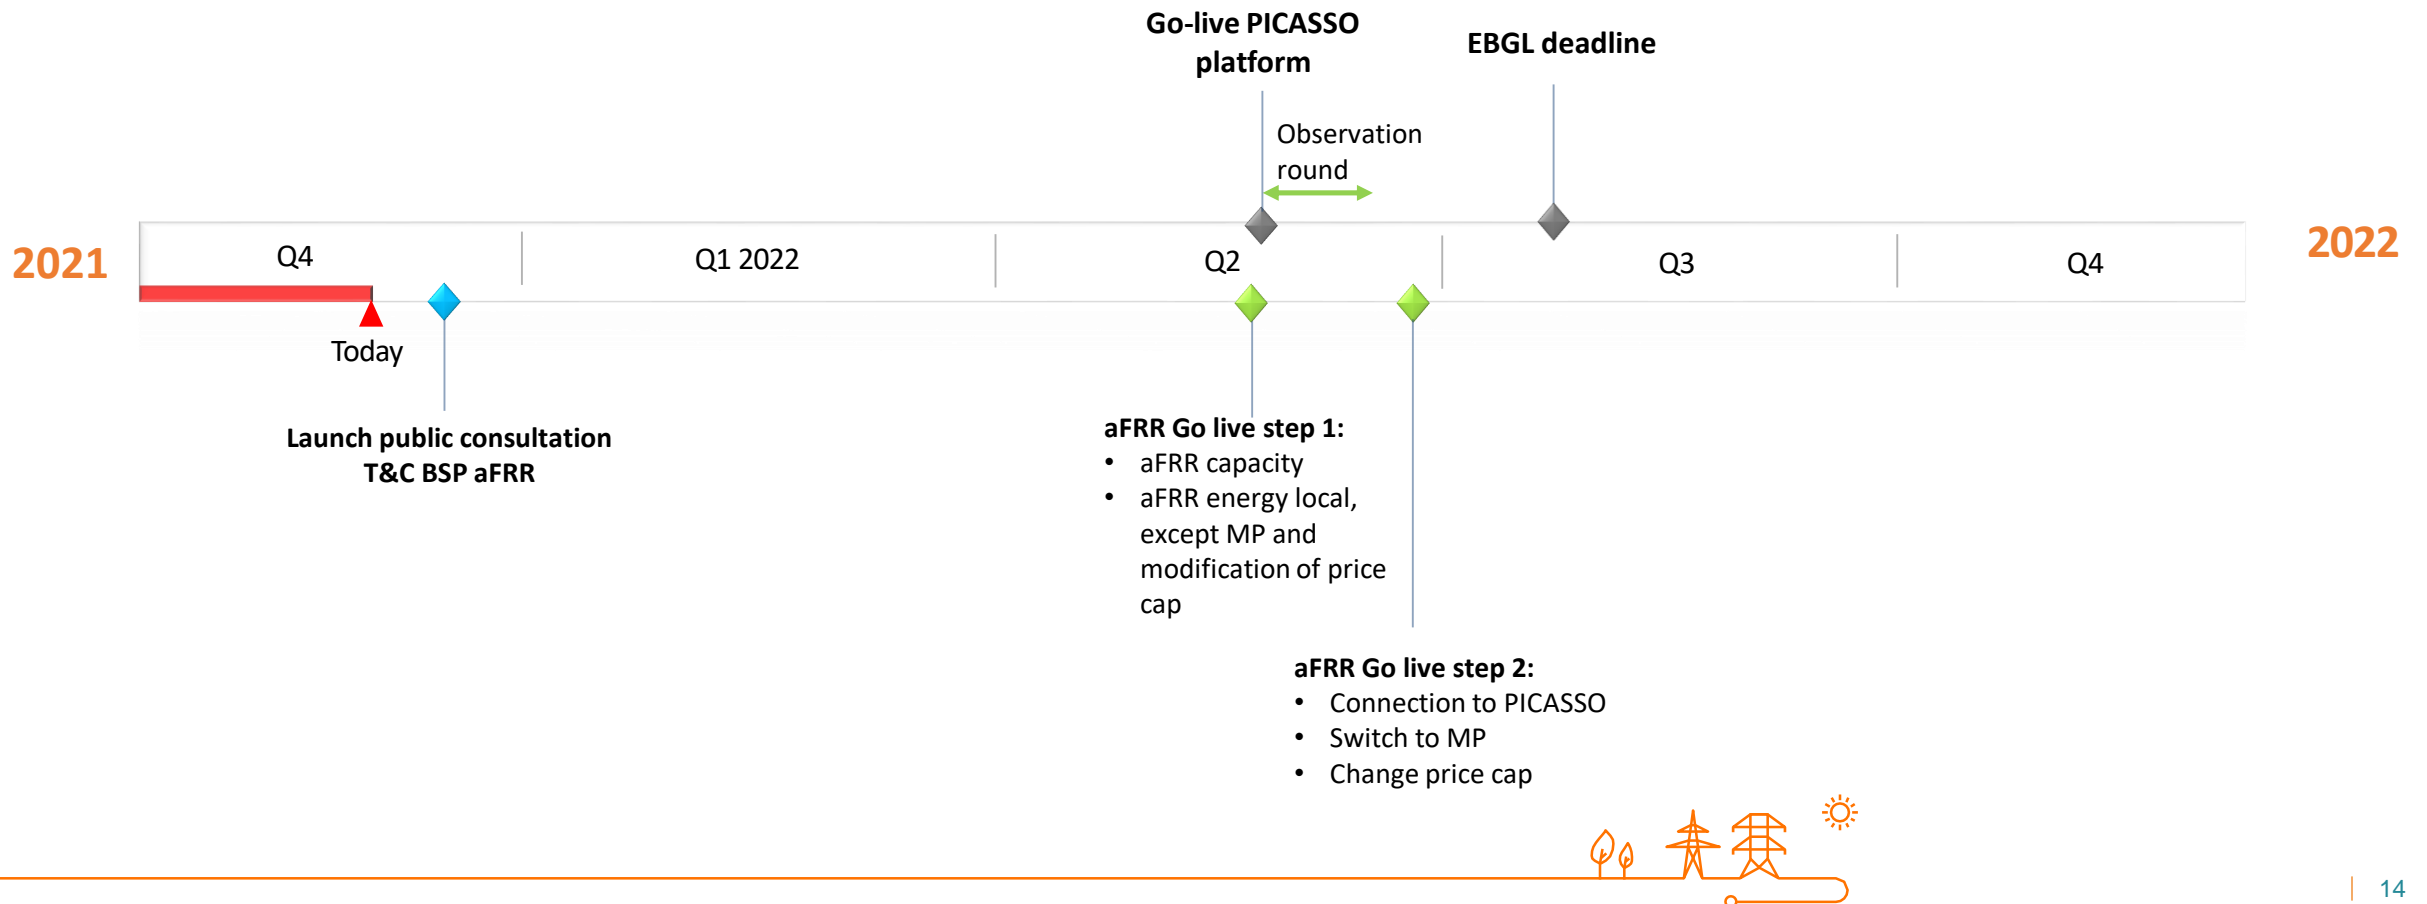 Go-live PICASSO
platform
EBGL deadline
Observation
round
2021
Q4
Q1 2022
Q2
Q3
Q4
2022
Today
Launch public consultation
T&C BSP aFRR
aFRR Go live step 1:
• aFRR capacity
• aFRR energy local,
except MP and
modification of price
cap
aFRR Go live step 2:
• Connection to PICASSO
• Switch to MP
• Change price cap
14